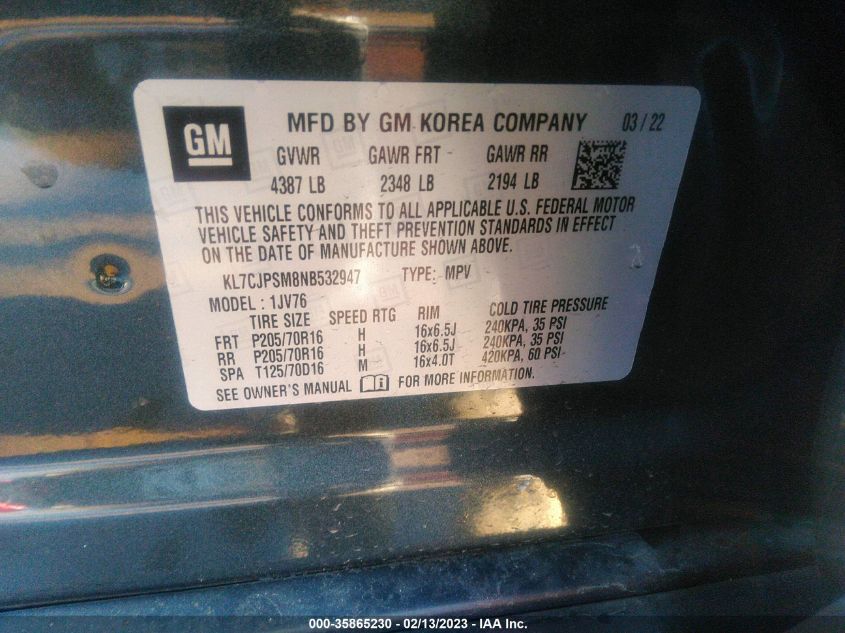 GM
MFD BY GM KOREA COMPANY 03 / 22
GVWR GAWR FRT GAWR RR
4387 LB 2348 LB 2194 LB
THIS VEHICLE CONFORMS TO ALL APPLICABLE U.S. FEDERAL MOTOR
VEHICLE SAFETY AND THEFT PREVENTION STANDARDS IN EFFECT
ON THE DATE OF MANUFACTURE SHOWN ABOVE.
KL7CJPSM8NB532947 TYPE: MPV
MODEL : 1JV76
TIRE SIZE SPEED RTG RIM COLD TIRE PRESSURE
FRT P205/70R16 H 16x6.5J 240KPA, 35 PSI
RR P205/70R16 H 16x6.5J 240KPA, 35 PSI
SPA T125/70D16 M 16x4.0T 420KPA, 60 PSI
SEE OWNER'S MANUAL FOR MORE INFORMATION.
000-35865230 - 02/13/2023 - IAA Inc.